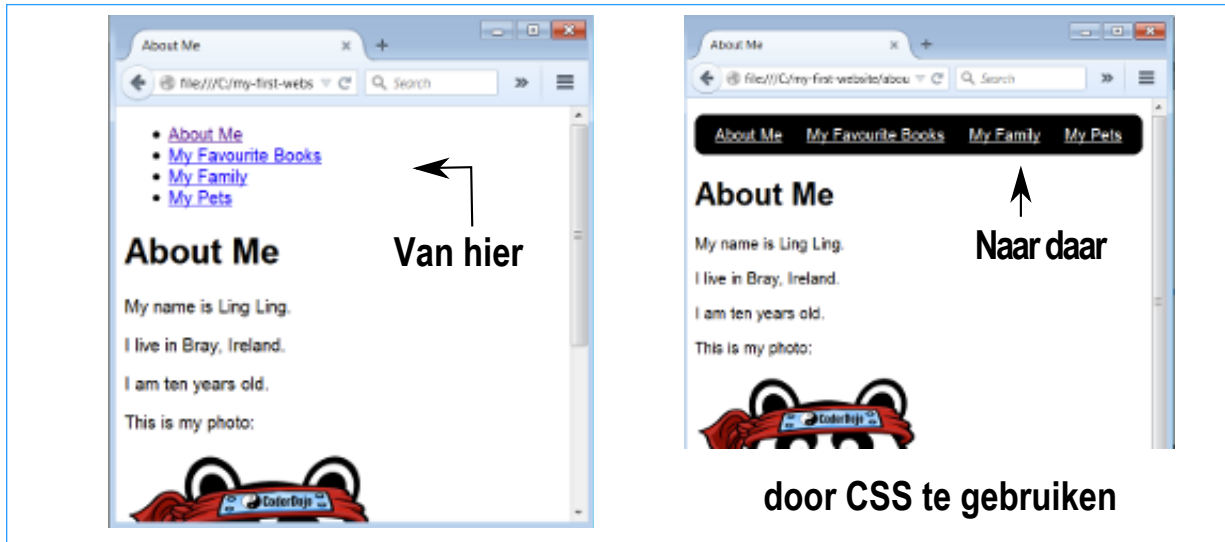 About Me
file:///C/my-first-webs
Search
About Me
My Favourite Books
My Family
My Pets
About Me
My name is Ling Ling.
I live in Bray, Ireland.
I am ten years old.
This is my photo:
CoderDojo
Van hier
About Me
file:///C/my-first-website/abou
Search
About Me My Favourite Books My Family My Pets
About Me
My name is Ling Ling.
I live in Bray, Ireland.
I am ten years old.
This is my photo:
CoderDojo
Naar daar
door CSS te gebruiken